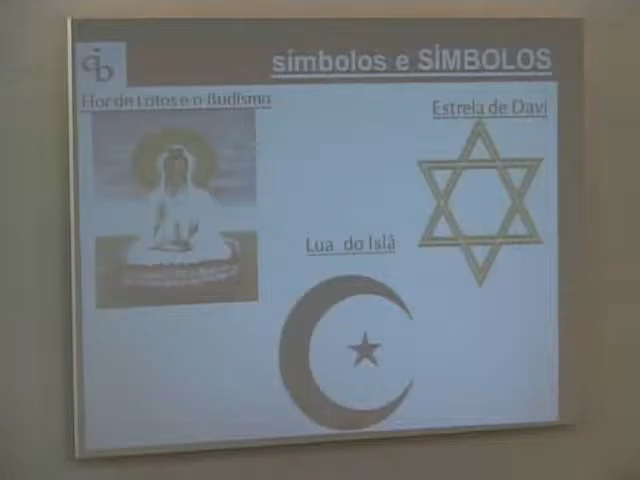 símbolos e SÍMBOLOS
Flor de Lotos e o Budismo
Estrela de Davi
Lua do Islã